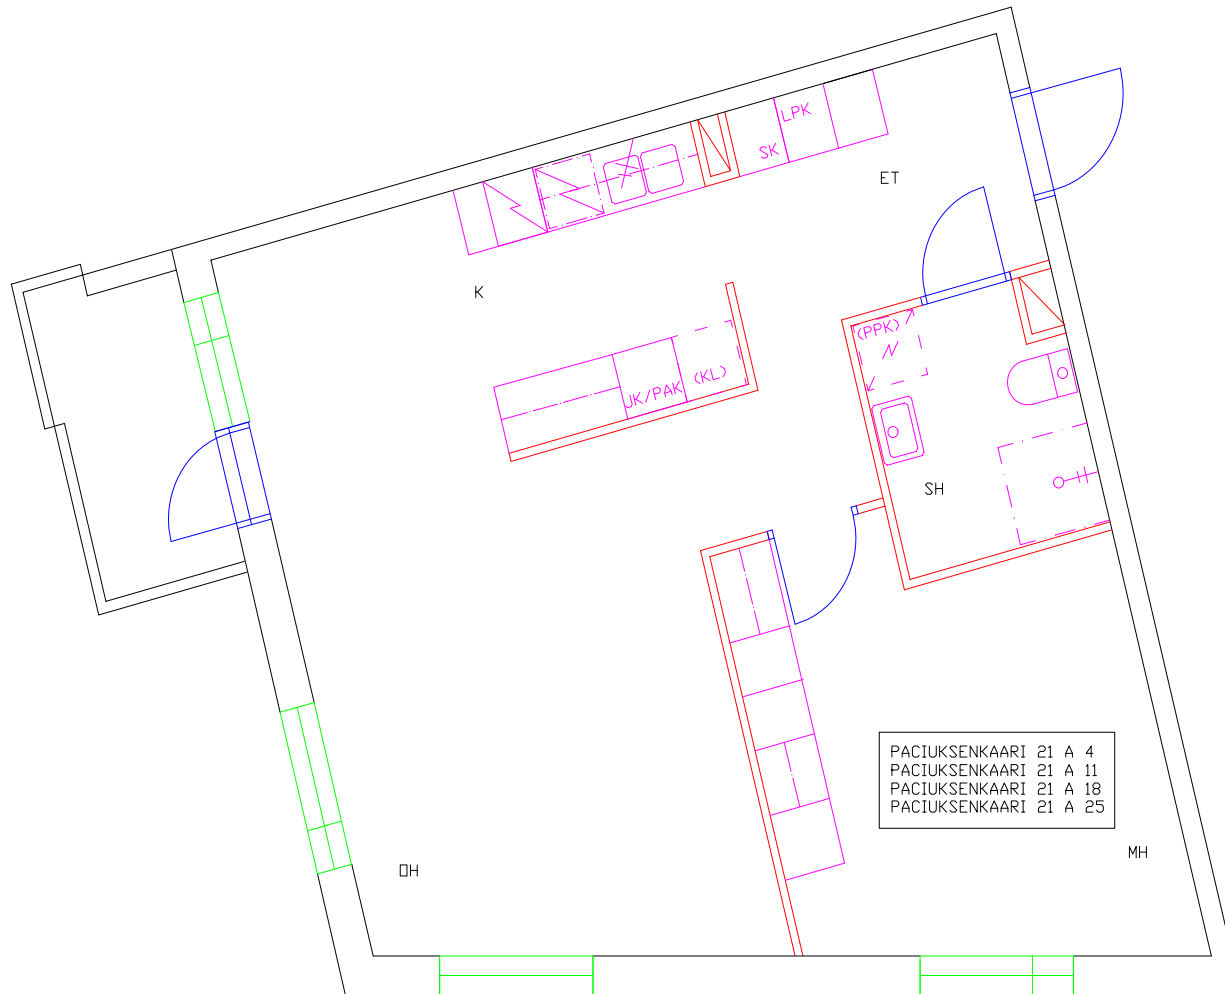 LPK
SK
ET
K
(PPK)
JK/PAK (KL)
SH
PACIUKSENKAARI 21 A 4
PACIUKSENKAARI 21 A 11
PACIUKSENKAARI 21 A 18
PACIUKSENKAARI 21 A 25
MH
OH